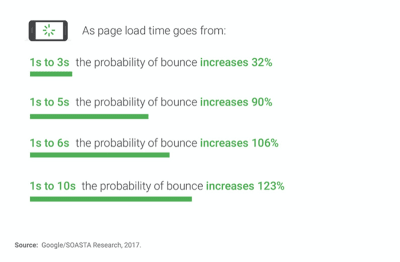 As page load time goes from:
1s to 3s the probability of bounce increases 32%
1s to 5s the probability of bounce increases 90%
1s to 6s the probability of bounce increases 106%
1s to 10s the probability of bounce increases 123%
Source: Google/SOASTA Research, 2017.